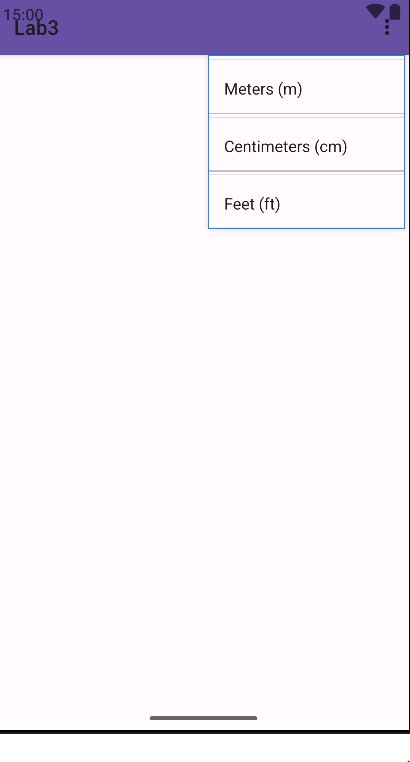 15:00
Lab3
Meters (m)
Centimeters (cm)
Feet (ft)